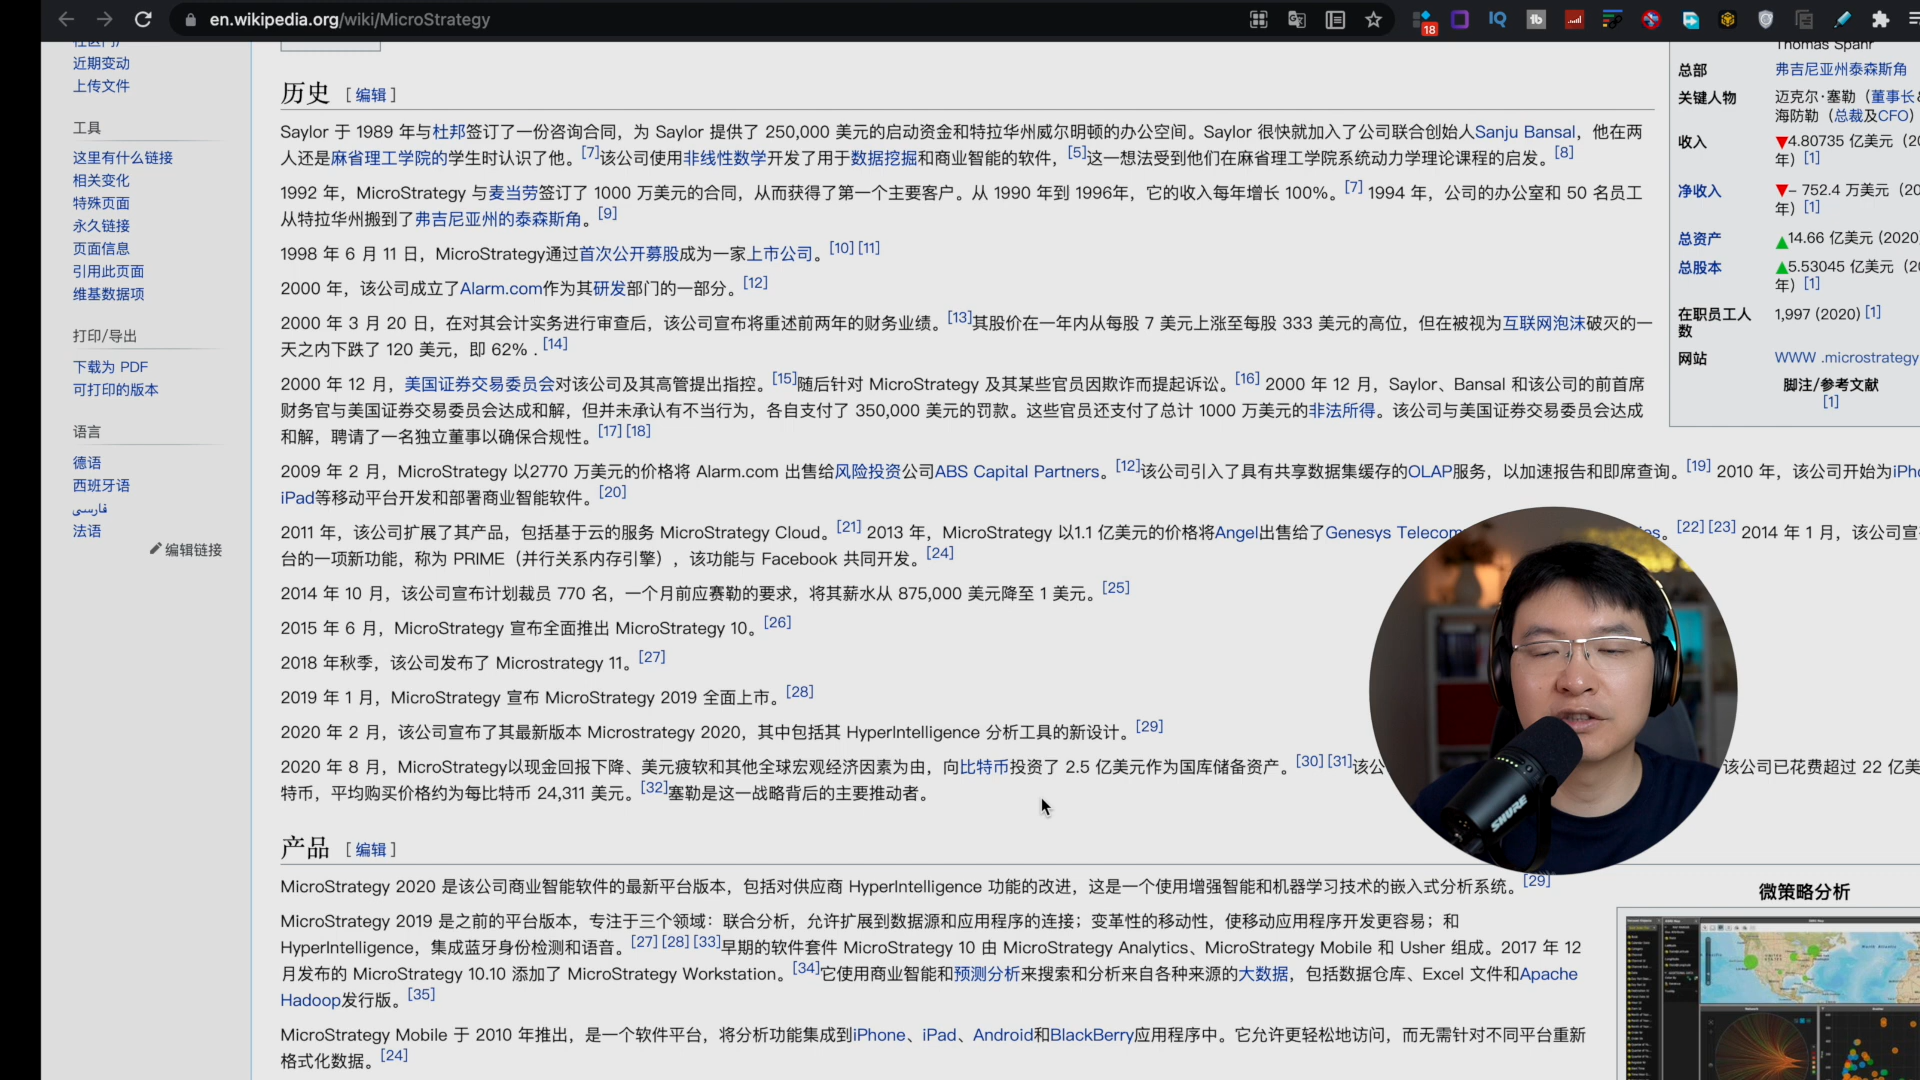 en.wikipedia.org/wiki/MicroStrategy
18
IQ
近期变动
上传文件
工具
这里有什么链接
相关变化
特殊页面
永久链接
页面信息
引用此页面
维基数据项
打印/导出
下载为 PDF
可打印的版本
语言
德语
西班牙语
فارسی
法语
编辑链接
历史 [ 编辑 ]
Saylor 于 1989 年与杜邦签订了一份咨询合同，为 Saylor 提供了 250,000 美元的启动资金和特拉华州威尔明顿的办公空间。Saylor 很快就加入了公司联合创始人Sanju Bansal，他在两
人还是麻省理工学院的学生时认识了他。[7]该公司使用非线性数学开发了用于数据挖掘和商业智能的软件，[5]这一想法受到他们在麻省理工学院系统动力学理论课程的启发。[8]
1992 年，MicroStrategy 与麦当劳签订了 1000 万美元的合同，从而获得了第一个主要客户。从 1990 年到 1996年，它的收入每年增长 100%。[7] 1994 年，公司的办公室和 50 名员工
从特拉华州搬到了弗吉尼亚州的泰森斯角。[9]
1998 年 6 月 11 日，MicroStrategy通过首次公开募股成为一家上市公司。[10] [11]
2000 年，该公司成立了Alarm.com作为其研发部门的一部分。[12]
2000 年 3 月 20 日，在对其会计实务进行审查后，该公司宣布将重述前两年的财务业绩。[13]其股价在一年内从每股 7 美元上涨至每股 333 美元的高位，但在被视为互联网泡沫破灭的一
天之内下跌了 120 美元，即 62% . [14]
2000 年 12 月，美国证券交易委员会对该公司及其高管提出指控。[15]随后针对 MicroStrategy 及其某些官员因欺诈而提起诉讼。[16] 2000 年 12 月，Saylor、Bansal 和该公司的前首席
财务官与美国证券交易委员会达成和解，但并未承认有不当行为，各自支付了 350,000 美元的罚款。这些官员还支付了总计 1000 万美元的非法所得。该公司与美国证券交易委员会达成
和解，聘请了一名独立董事以确保合规性。[17] [18]
2009 年 2 月，MicroStrategy 以2770 万美元的价格将 Alarm.com 出售给风险投资公司ABS Capital Partners。[12]该公司引入了具有共享数据集缓存的OLAP服务，以加速报告和即席查询。[19] 2010 年，该公司开始为iPho
iPad等移动平台开发和部署商业智能软件。[20]
2011 年，该公司扩展了其产品，包括基于云的服务 MicroStrategy Cloud。[21] 2013 年，MicroStrategy 以1.1 亿美元的价格将Angel出售给了Genesys Telecom es。[22] [23] 2014 年 1 月，该公司宣
台的一项新功能，称为 PRIME（并行关系内存引擎），该功能与 Facebook 共同开发。[24]
2014 年 10 月，该公司宣布计划裁员 770 名，一个月前应赛勒的要求，将其薪水从 875,000 美元降至 1 美元。[25]
2015 年 6 月，MicroStrategy 宣布全面推出 MicroStrategy 10。[26]
2018 年秋季，该公司发布了 Microstrategy 11。[27]
2019 年 1 月，MicroStrategy 宣布 MicroStrategy 2019 全面上市。[28]
2020 年 2 月，该公司宣布了其最新版本 Microstrategy 2020，其中包括其 HyperIntelligence 分析工具的新设计。[29]
2020 年 8 月，MicroStrategy以现金回报下降、美元疲软和其他全球宏观经济因素为由，向比特币投资了 2.5 亿美元作为国库储备资产。[30] [31]该公 该公司已花费超过 22 亿美
特币，平均购买价格约为每比特币 24,311 美元。[32]塞勒是这一战略背后的主要推动者。
产品 [ 编辑 ]
MicroStrategy 2020 是该公司商业智能软件的最新平台版本，包括对供应商 HyperIntelligence 功能的改进，这是一个使用增强智能和机器学习技术的嵌入式分析系统。[29]
MicroStrategy 2019 是之前的平台版本，专注于三个领域：联合分析，允许扩展到数据源和应用程序的连接；变革性的移动性，使移动应用程序开发更容易；和
HyperIntelligence，集成蓝牙身份检测和语音。[27] [28] [33]早期的软件套件 MicroStrategy 10 由 MicroStrategy Analytics、MicroStrategy Mobile 和 Usher 组成。2017 年 12
月发布的 MicroStrategy 10.10 添加了 MicroStrategy Workstation。[34]它使用商业智能和预测分析来搜索和分析来自各种来源的大数据，包括数据仓库、Excel 文件和Apache
Hadoop发行版。[35]
MicroStrategy Mobile 于 2010 年推出，是一个软件平台，将分析功能集成到iPhone、iPad、Android和BlackBerry应用程序中。它允许更轻松地访问，而无需针对不同平台重新
格式化数据。[24]
Thomas Spahr
总部 弗吉尼亚州泰森斯角
关键人物 迈克尔·塞勒（董事长
海防勒（总裁及CFO）
收入 ▼4.80735 亿美元（20
年）[1]
净收入 ▼– 752.4 万美元（20
年）[1]
总资产 ▲14.66 亿美元（2020
总股本 ▲5.53045 亿美元（20
年）[1]
在职员工人数 1,997 (2020) [1]
网站 WWW .microstrategy
脚注/参考文献
[1]
SHURE
微策略分析